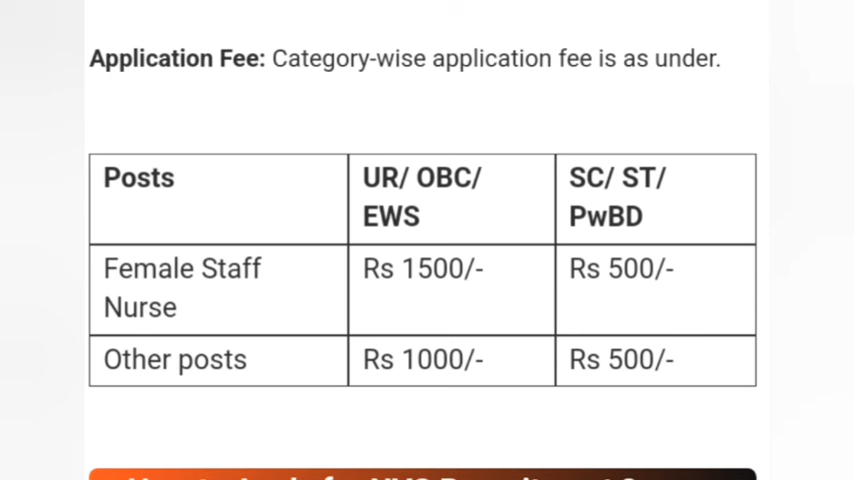 Application Fee: Category-wise application fee is as under.
Posts
UR/ OBC/
EWS
SC/ ST/
PwBD
Female Staff
Nurse
Rs 1500/-
Rs 500/-
Other posts
Rs 1000/-
Rs 500/-